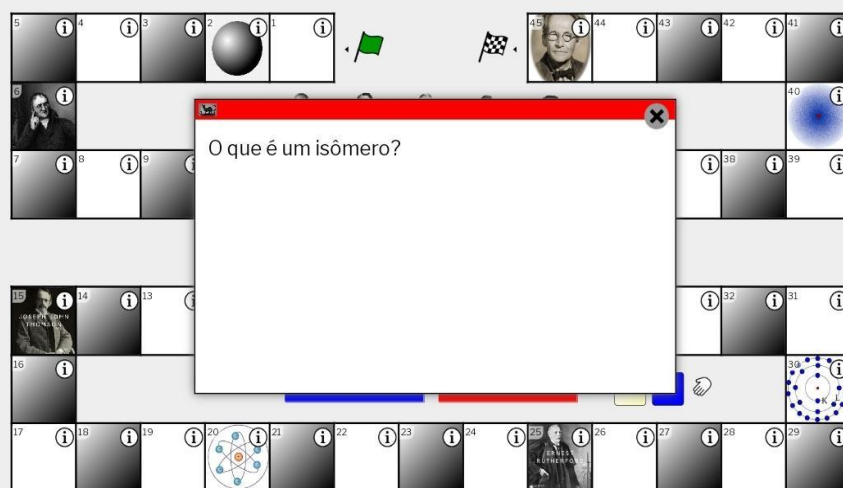 5 4 3 2 1 45 44 43 42 41
6 40
O que é um isômero?
7 8 9 38 39
15 14 13 32 31
JOSEPH JOHN
THOMSON
16 30
K L
17 18 19 20 21 22 23 24 25 26 27 28 29
ERNEST
RUTHERFORD